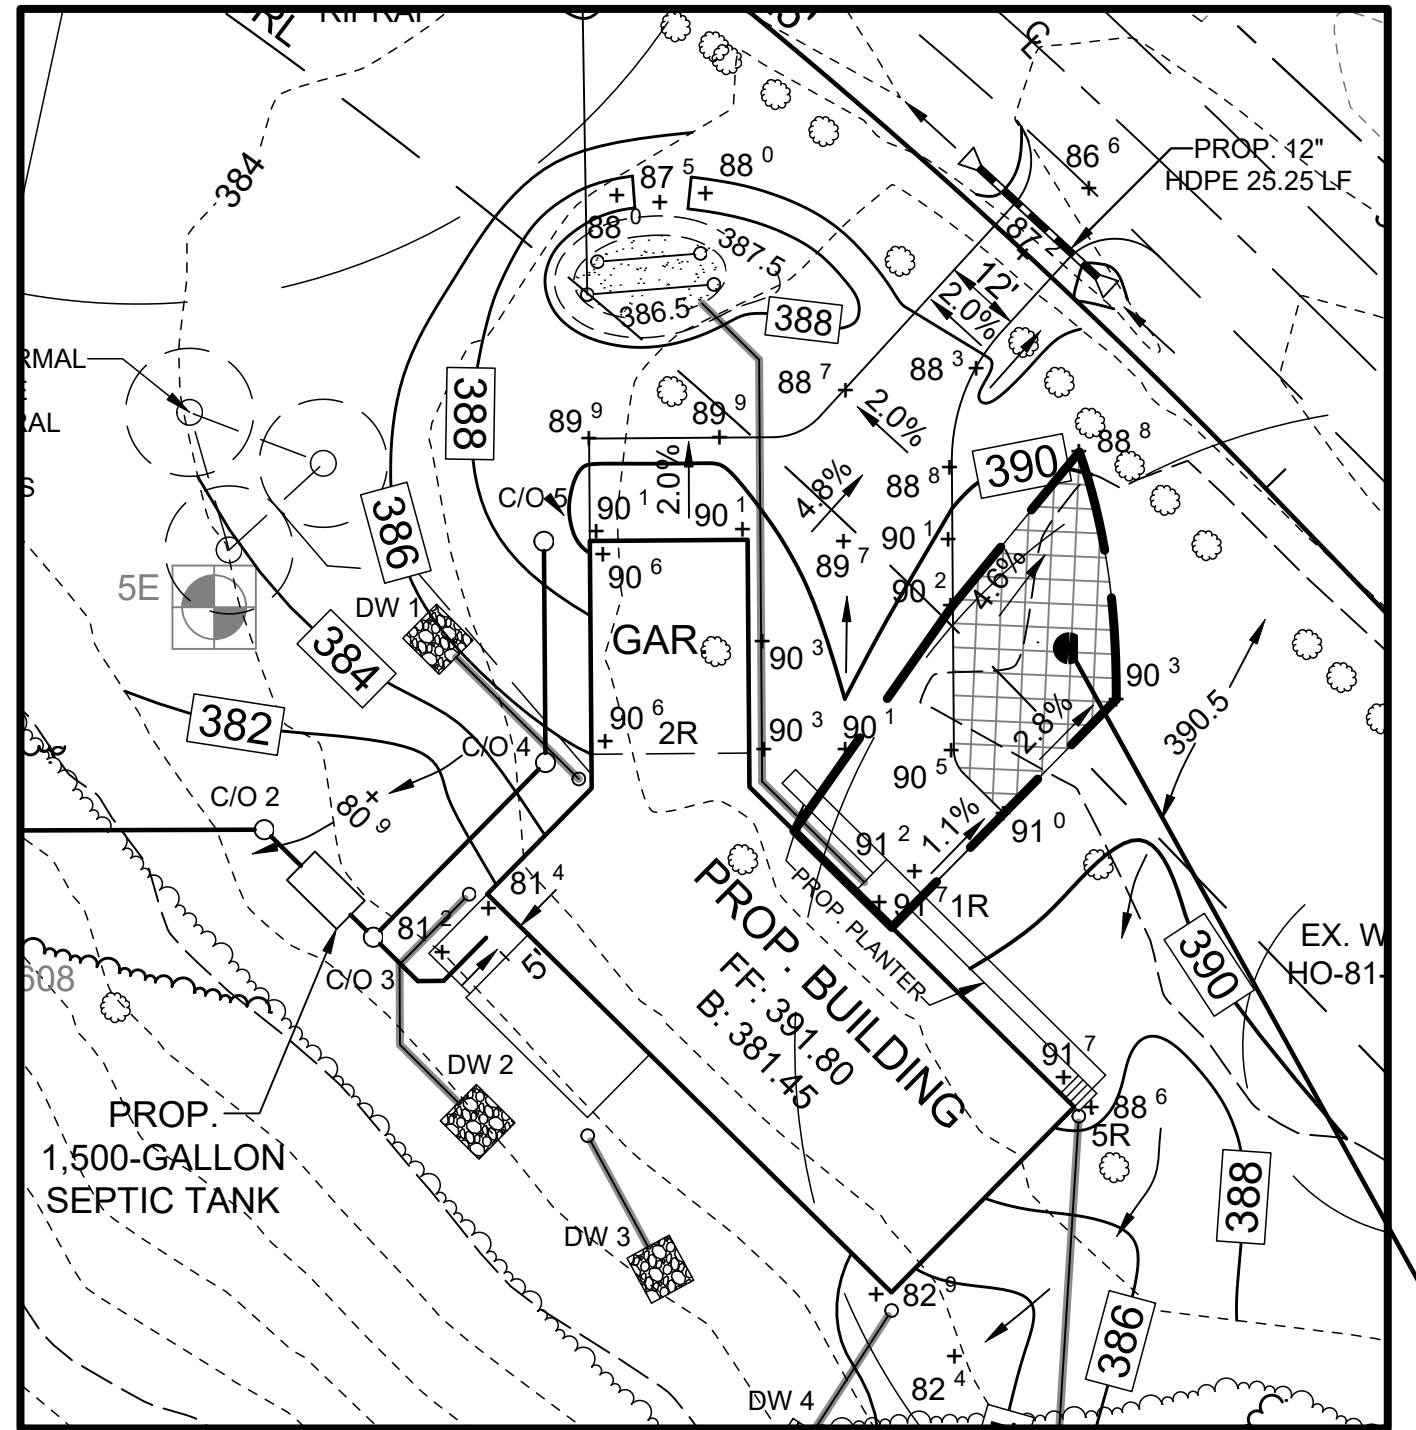 RL
384
CL
86 6
PROP. 12"
HDPE 25.25 LF
87 5
88 0
88 0
87 2
387.5
386.5
388
12'
2.0%
RMAL
RAL
S
388
88 7
88 3
2.0%
89 9
89 9
2.0%
4.8%
88 8
390
88 8
C/O 5
90 1
90 1
90 1
89 7
386
90 6
90 2
4.6%
5E
DW 1
GAR.
90 3
384
90 3
382
90 6
2R
90 3
90 1
2.8%
390.5
C/O 4
90 5
C/O 2
80 9
91 2
1.1%
91 0
81 4
PROP. PLANTER
91 7
1R
81 2
5'
PROP. BUILDING
FF: 391.80
B: 381.45
390
EX. W
HO-81-
608
C/O 3
91 7
DW 2
88 6
5R
PROP.
1,500-GALLON
SEPTIC TANK
388
DW 3
82 9
386
82 4
DW 4